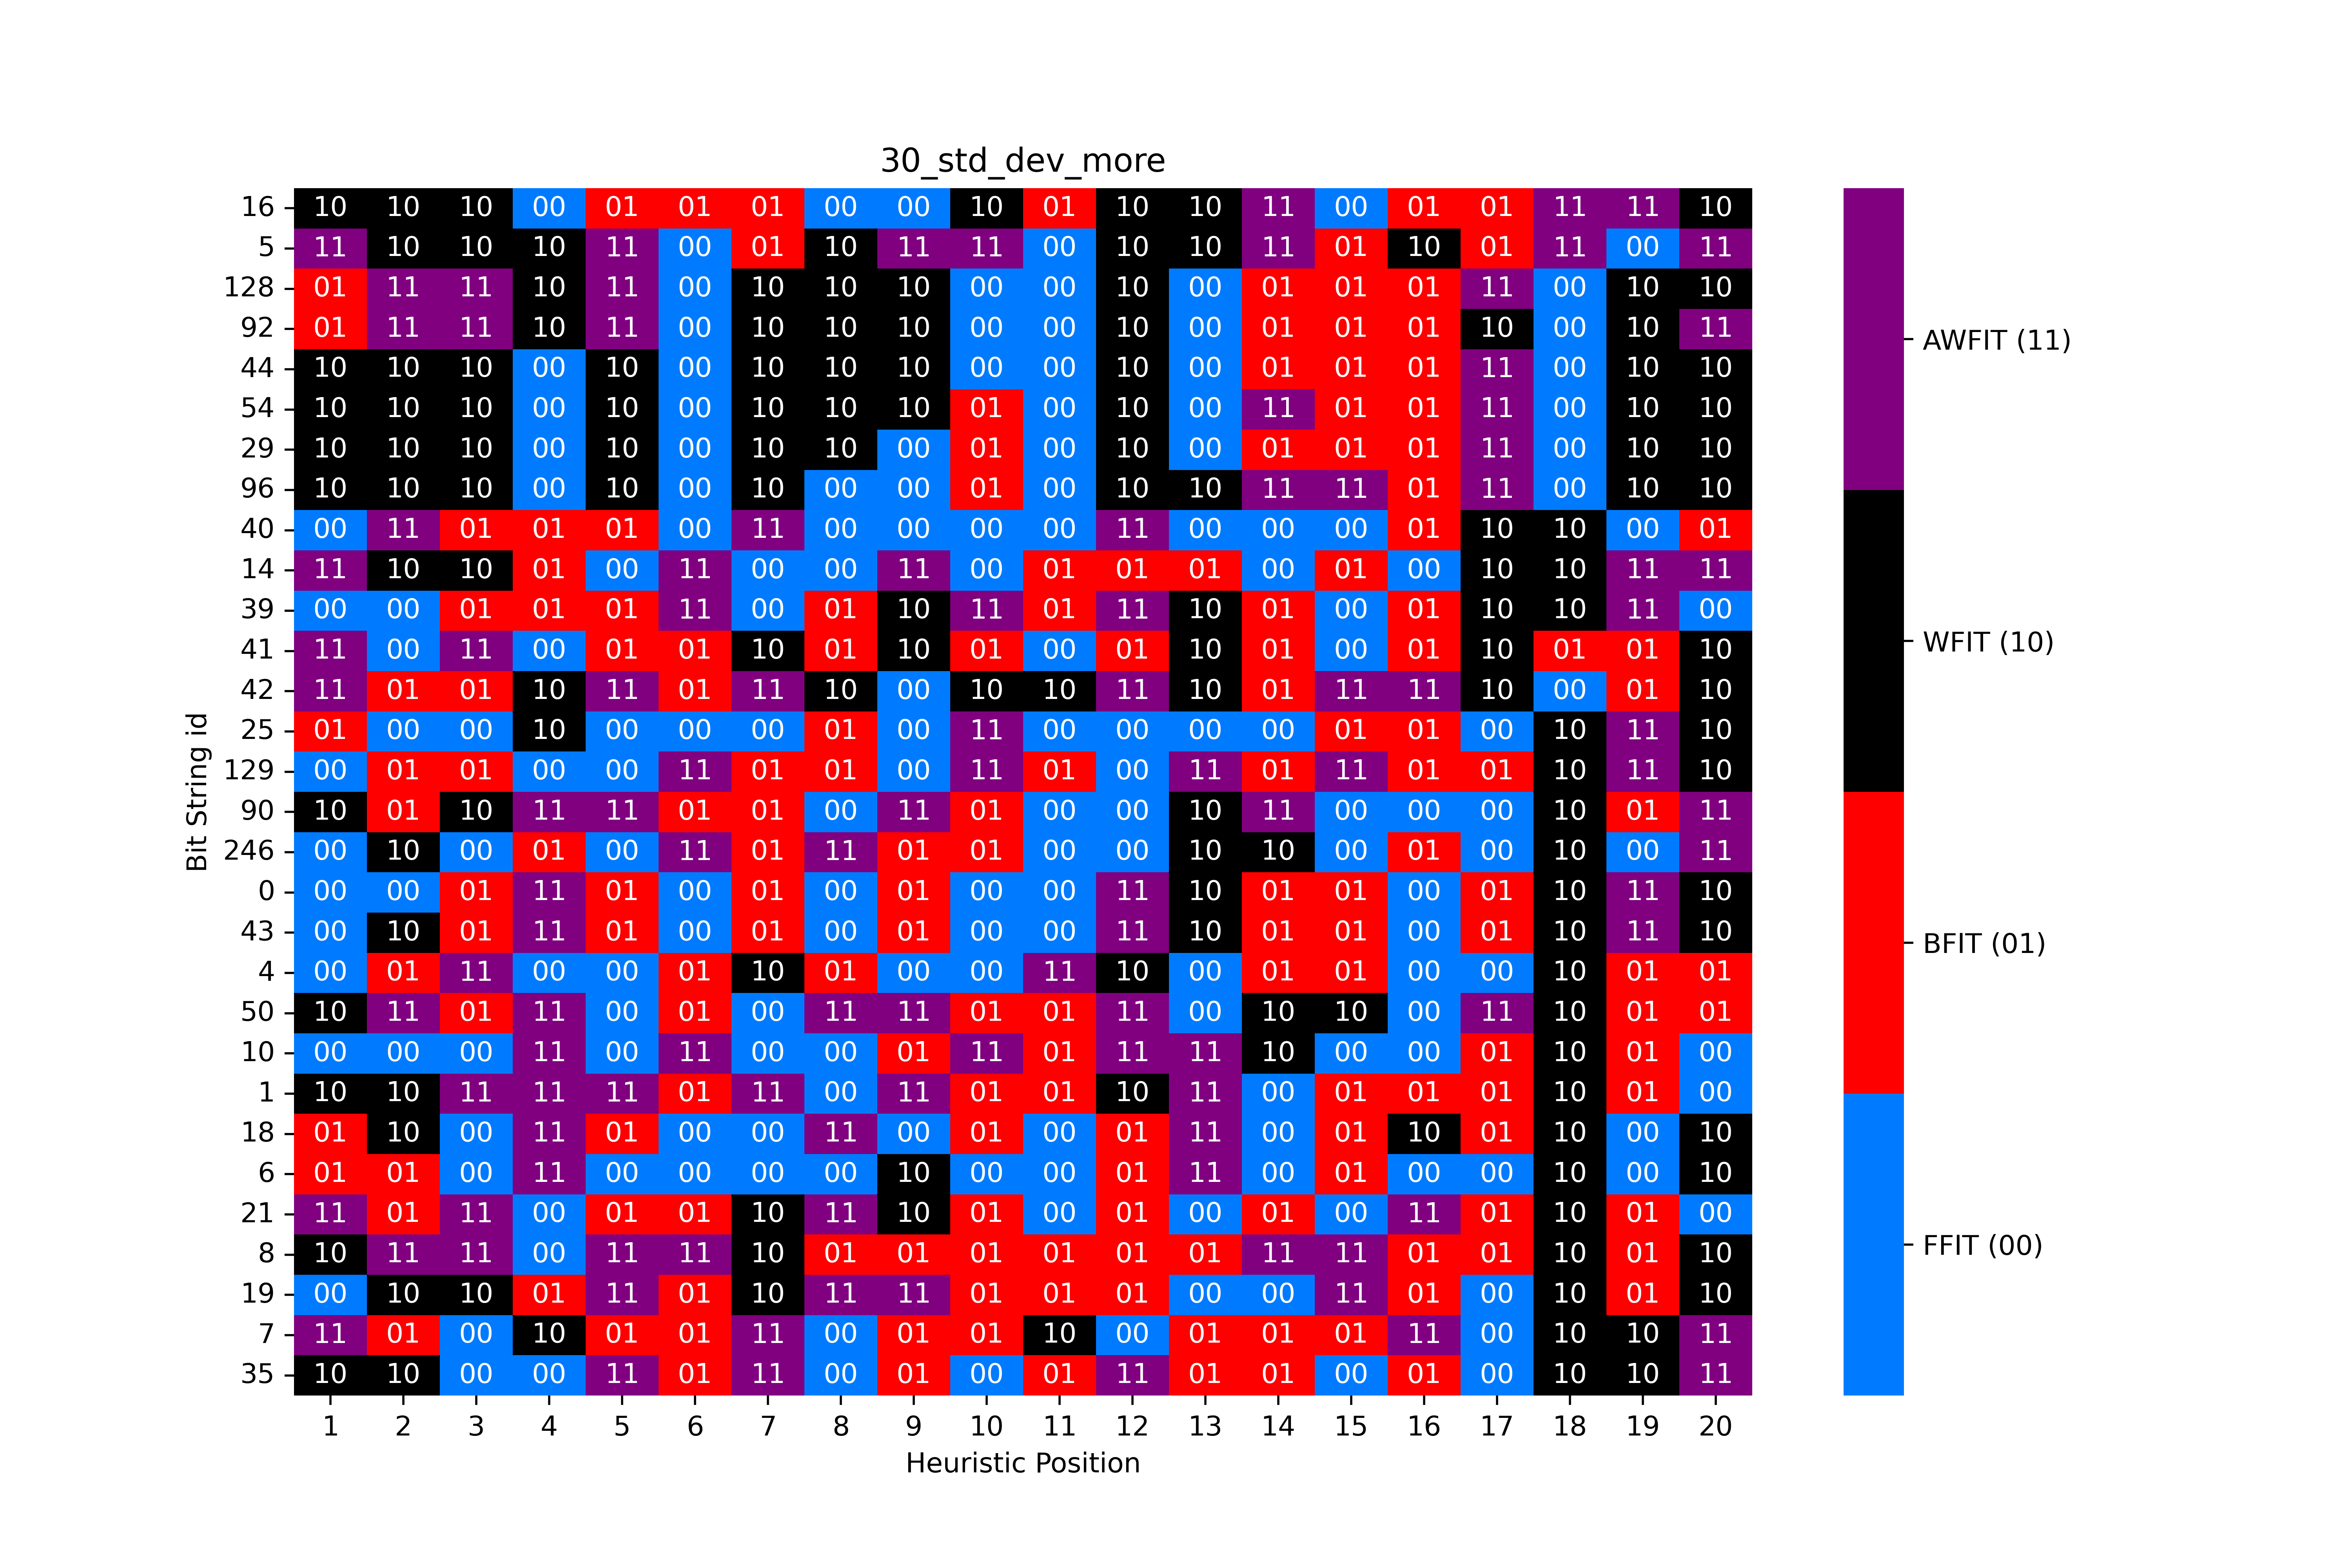 30_std_dev_more
16 10 10 10 00 01 01 01 00 00 10 01 10 10 11 00 01 01 11 11 10
5 11 10 10 10 11 00 01 10 11 11 00 10 10 11 01 10 01 11 00 11
128 01 11 11 10 11 00 10 10 10 00 00 10 00 01 01 01 11 00 10 10
92 01 11 11 10 11 00 10 10 10 00 00 10 00 01 01 01 10 00 10 11
44 10 10 10 00 10 00 10 10 10 00 00 10 00 01 01 01 11 00 10 10
54 10 10 10 00 10 00 10 10 10 01 00 10 00 11 01 01 11 00 10 10
29 10 10 10 00 10 00 10 10 00 01 00 10 00 01 01 01 11 00 10 10
96 10 10 10 00 10 00 10 00 00 01 00 10 10 11 11 01 11 00 10 10
40 00 11 01 01 01 00 11 00 00 00 00 11 00 00 00 01 10 10 00 01
14 11 10 10 01 00 11 00 00 11 00 01 01 01 00 01 00 10 10 11 11
39 00 00 01 01 01 11 00 01 10 11 01 11 10 01 00 01 10 10 11 00
41 11 00 11 00 01 01 10 01 10 01 00 01 10 01 00 01 10 01 01 10
42 11 01 01 10 11 01 11 10 00 10 10 11 10 01 11 11 10 00 01 10
25 01 00 00 10 00 00 00 01 00 11 00 00 00 00 01 01 00 10 11 10
129 00 01 01 00 00 11 01 01 00 11 01 00 11 01 11 01 01 10 11 10
90 10 01 10 11 11 01 01 00 11 01 00 00 10 11 00 00 00 10 01 11
246 00 10 00 01 00 11 01 11 01 01 00 00 10 10 00 01 00 10 00 11
0 00 00 01 11 01 00 01 00 01 00 00 11 10 01 01 00 01 10 11 10
43 00 10 01 11 01 00 01 00 01 00 00 11 10 01 01 00 01 10 11 10
4 00 01 11 00 00 01 10 01 00 00 11 10 00 01 01 00 00 10 01 01
50 10 11 01 11 00 01 00 11 11 01 01 11 00 10 10 00 11 10 01 01
10 00 00 00 11 00 11 00 00 01 11 01 11 11 10 00 00 01 10 01 00
1 10 10 11 11 11 01 11 00 11 01 01 10 11 00 01 01 01 10 01 00
18 01 10 00 11 01 00 00 11 00 01 00 01 11 00 01 10 01 10 00 10
6 01 01 00 11 00 00 00 00 10 00 00 01 11 00 01 00 00 10 00 10
21 11 01 11 00 01 01 10 11 10 01 00 01 00 01 00 11 01 10 01 00
8 10 11 11 00 11 11 10 01 01 01 01 01 01 11 11 01 01 10 01 10
19 00 10 10 01 11 01 10 11 11 01 01 01 00 00 11 01 00 10 01 10
7 11 01 00 10 01 01 11 00 01 01 10 00 01 01 01 11 00 10 10 11
35 10 10 00 00 11 01 11 00 01 00 01 11 01 01 00 01 00 10 10 11
1 2 3 4 5 6 7 8 9 10 11 12 13 14 15 16 17 18 19 20
Heuristic Position
Bit String id
AWFIT (11)
WFIT (10)
BFIT (01)
FFIT (00)